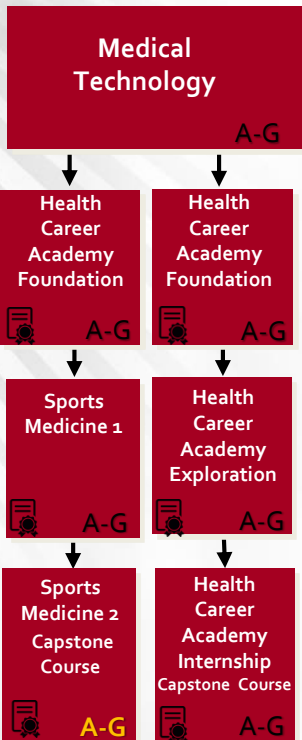 Medical
Technology
A-G
Health
Career
Academy
Foundation
A-G
Health
Career
Academy
Foundation
A-G
Sports
Medicine 1
A-G
Health
Career
Academy
Exploration
A-G
Sports
Medicine 2
Capstone
Course
A-G
Health
Career
Academy
Internship
Capstone Course
A-G